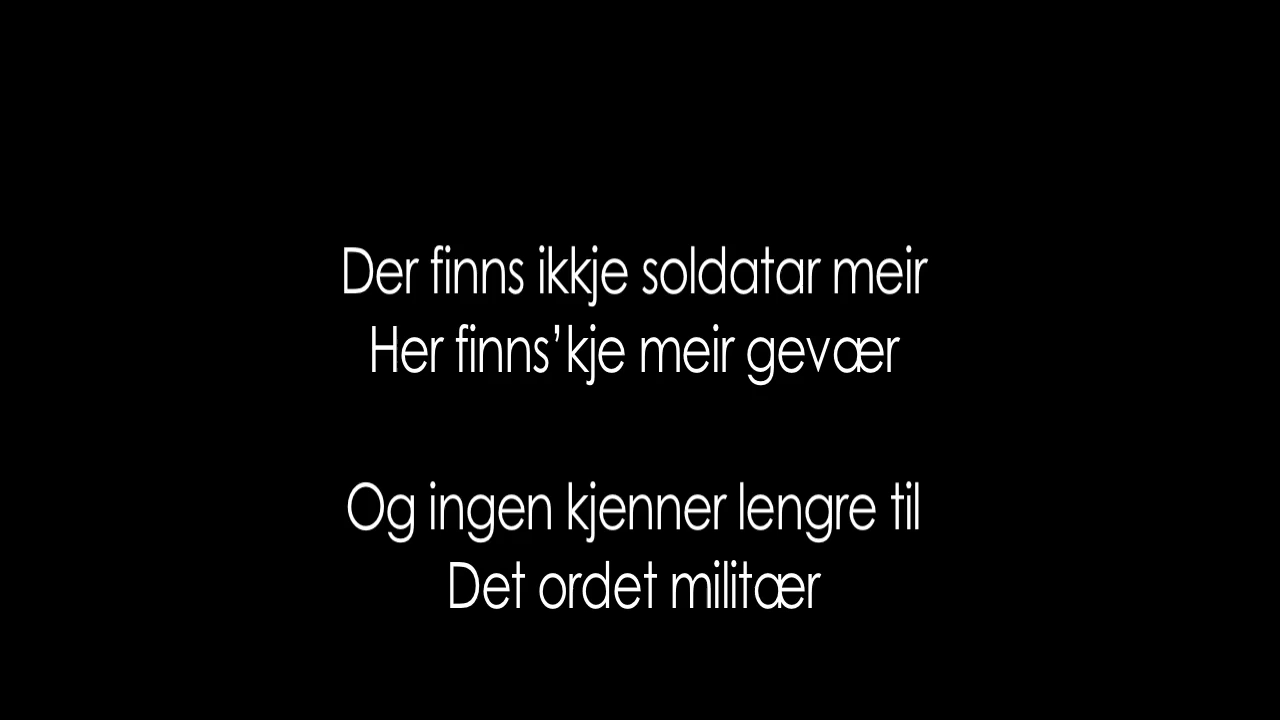 Der finns ikkje soldatar meir
Her finns’kje meir gevær
Og ingen kjenner lengre til
Det ordet militær